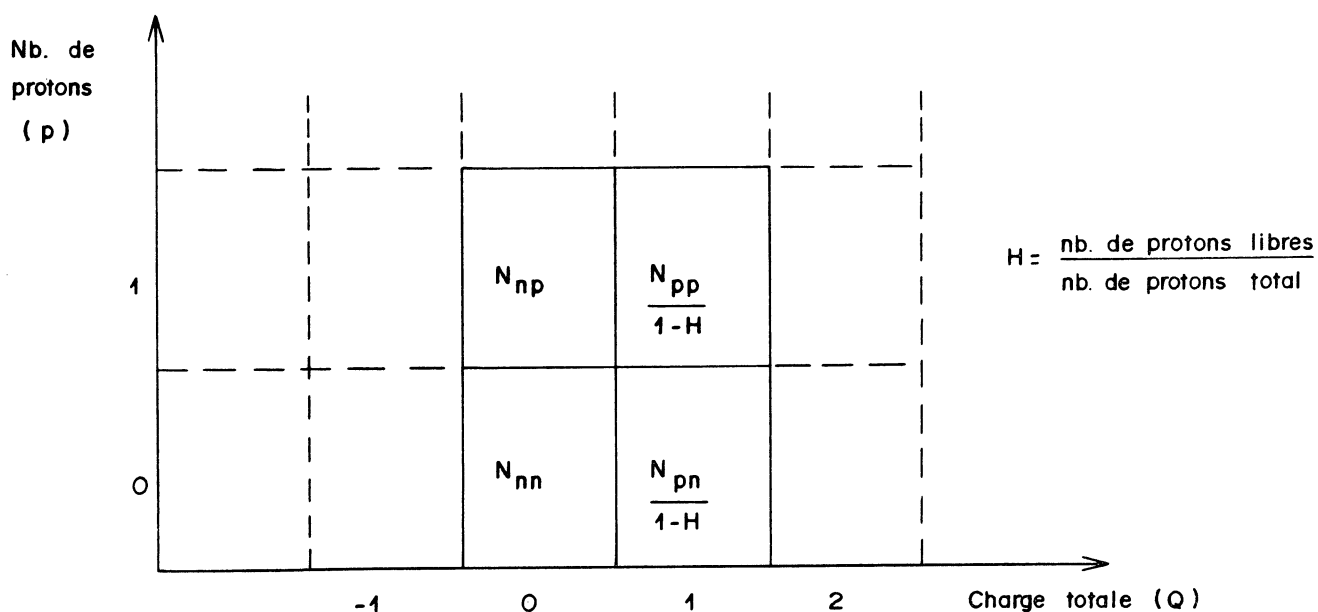 Nb. de
protons
(p)
H = nb. de protons libres
nb. de protons total
1
N_np
N_pp
1-H
0
N_nn
N_pn
1-H
-1 0 1 2 Charge totale (Q)